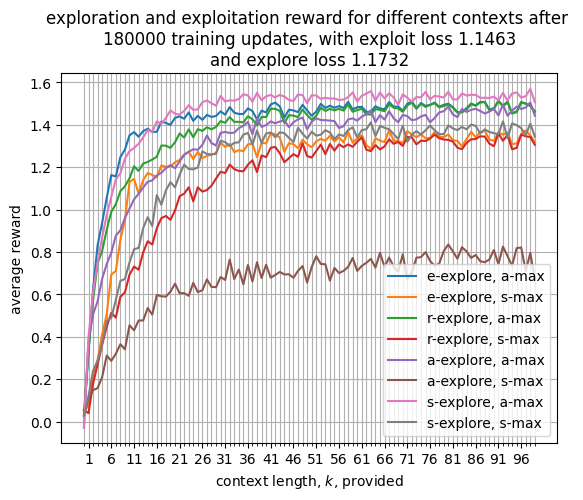 exploration and exploitation reward for different contexts after
180000 training updates, with exploit loss 1.1463
and explore loss 1.1732
1.6
1.4
1.2
1.0
0.8
0.6
0.4
0.2
0.0
average reward
e-explore, a-max
e-explore, s-max
r-explore, a-max
r-explore, s-max
a-explore, a-max
a-explore, s-max
s-explore, a-max
s-explore, s-max
1 6 11 16 21 26 31 36 41 46 51 56 61 66 71 76 81 86 91 96
context length, k, provided